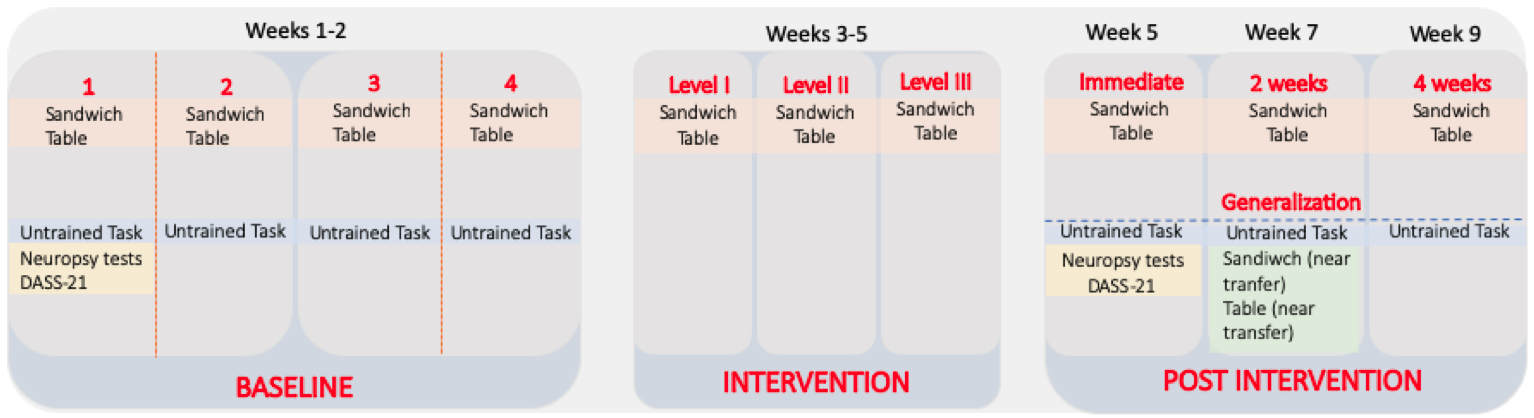 Weeks 1-2
1
Sandwich
Table
Untrained Task
Neuropsy tests
DASS-21
2
Sandwich
Table
Untrained Task
3
Sandwich
Table
Untrained Task
4
Sandwich
Table
Untrained Task
BASELINE
Weeks 3-5
Level I
Sandwich
Table
Level II
Sandwich
Table
Level III
Sandwich
Table
INTERVENTION
Week 5
Immediate
Sandwich
Table
Untrained Task
Neuropsy tests
DASS-21
Week 7
2 weeks
Sandwich
Table
Generalization
Untrained Task
Sandiwch (near
tranfer)
Table (near
transfer)
Week 9
4 weeks
Sandwich
Table
Untrained Task
POST INTERVENTION